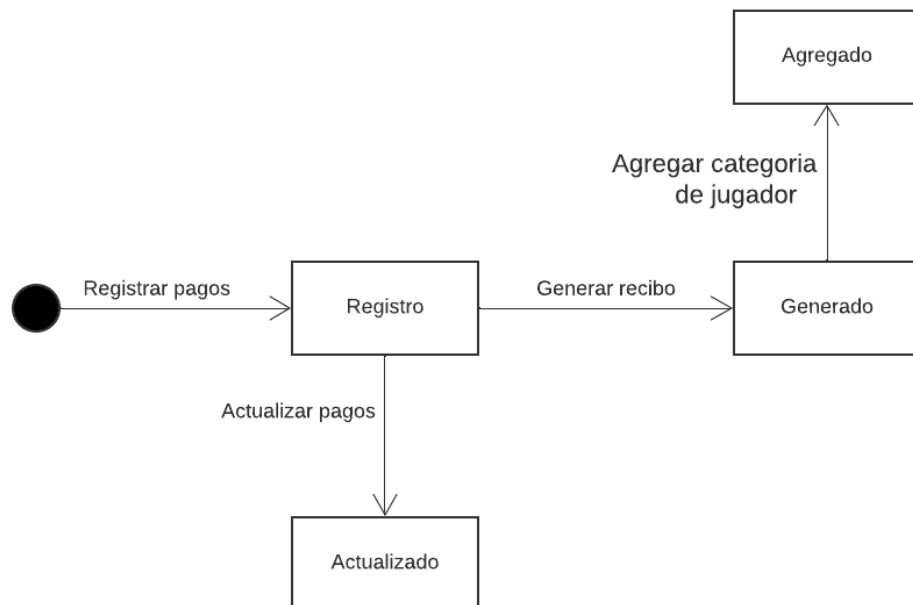 Agregado
Agregar categoria
de jugador
Registrar pagos
Registro
Generar recibo
Generado
Actualizar pagos
Actualizado